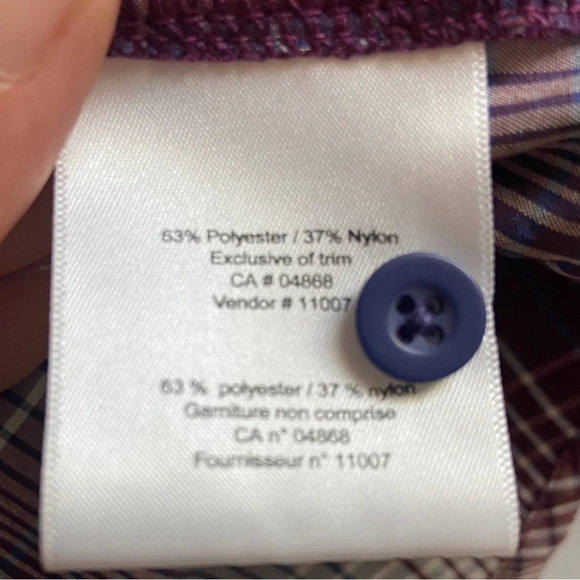 63% Polyester / 37% Nylon
Exclusive of trim
CA # 04868
Vendor # 11007
63 % polyester / 37 % nylon
Garniture non comprise
CA n° 04868
Fournisseur n° 11007